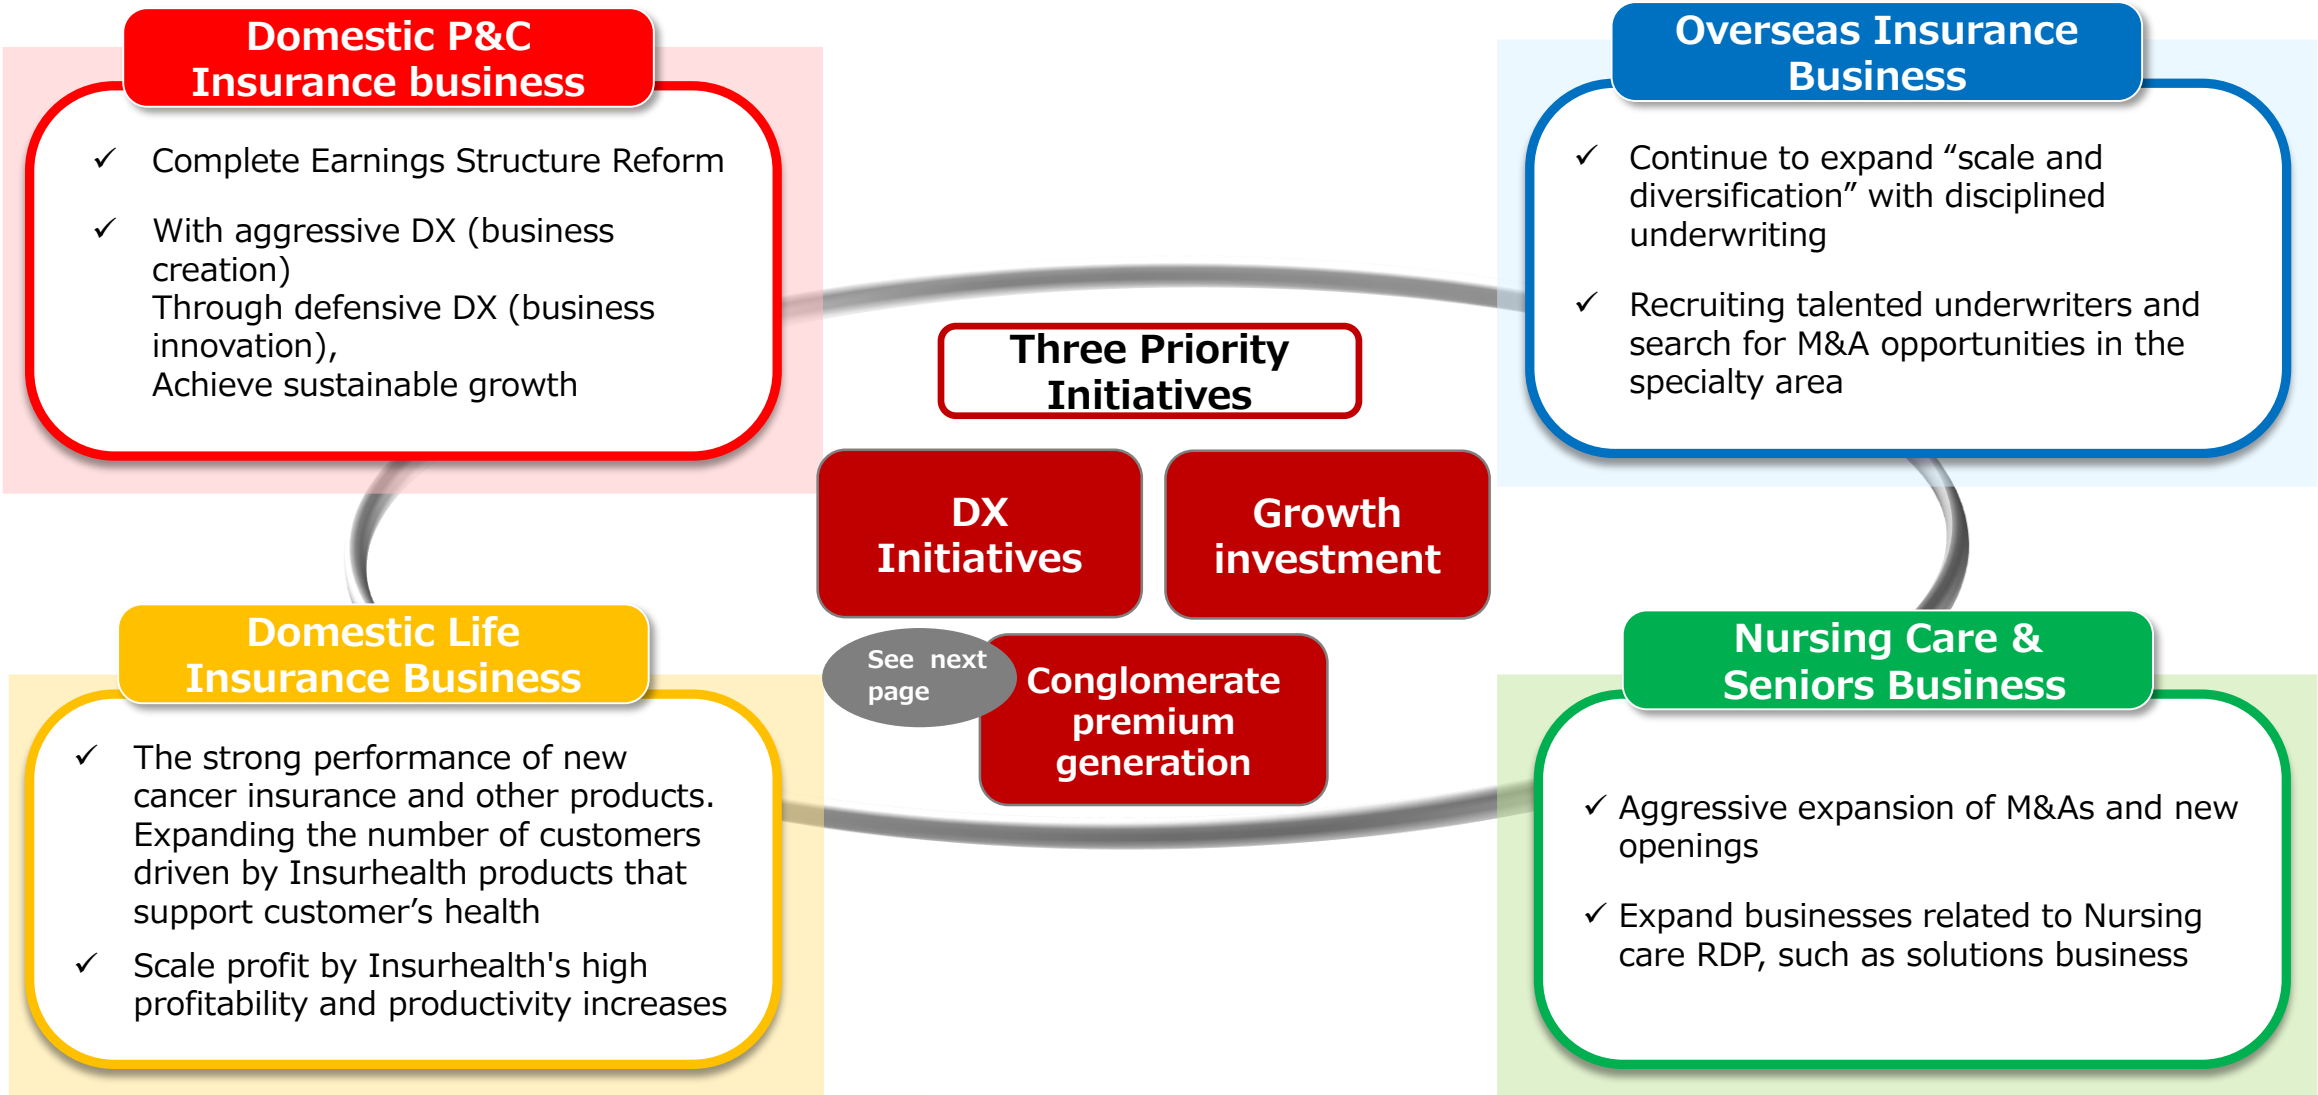 Domestic P&C
Insurance business
✓ Complete Earnings Structure Reform
✓ With aggressive DX (business
creation)
Through defensive DX (business
innovation),
Achieve sustainable growth
Overseas Insurance
Business
✓ Continue to expand “scale and
diversification” with disciplined
underwriting
✓ Recruiting talented underwriters and
search for M&A opportunities in the
specialty area
Three Priority
Initiatives
DX
Initiatives
Growth
investment
See next
page
Conglomerate
premium
generation
Domestic Life
Insurance Business
✓ The strong performance of new
cancer insurance and other products.
Expanding the number of customers
driven by Insurhealth products that
support customer’s health
✓ Scale profit by Insurhealth's high
profitability and productivity increases
Nursing Care &
Seniors Business
✓ Aggressive expansion of M&As and new
openings
✓ Expand businesses related to Nursing
care RDP, such as solutions business